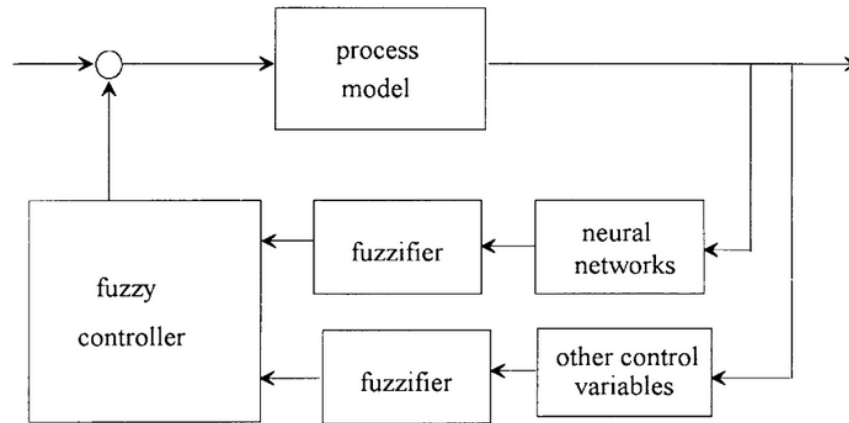 process
model
fuzzifier
neural
networks
fuzzy
controller
fuzzifier
other control
variables